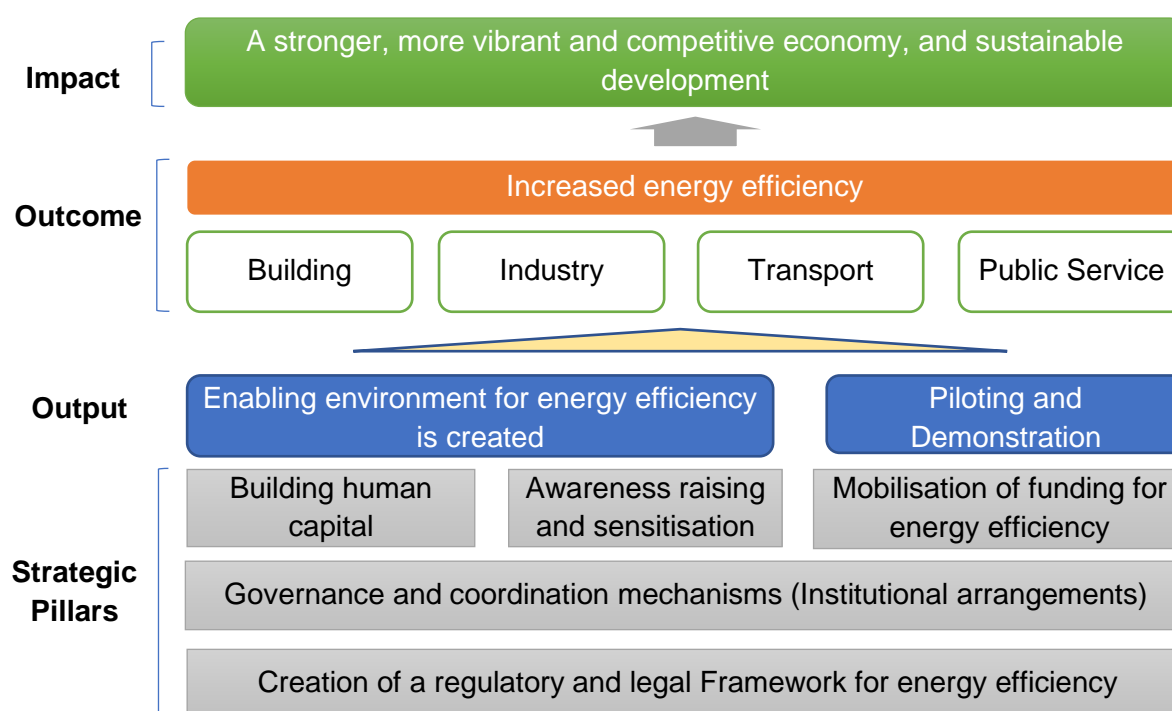 Impact
A stronger, more vibrant and competitive economy, and sustainable
development
Outcome
Increased energy efficiency
Building
Industry
Transport
Public Service
Output
Enabling environment for energy efficiency
is created
Piloting and
Demonstration
Strategic
Pillars
Building human
capital
Awareness raising
and sensitisation
Mobilisation of funding for
energy efficiency
Governance and coordination mechanisms (Institutional arrangements)
Creation of a regulatory and legal Framework for energy efficiency